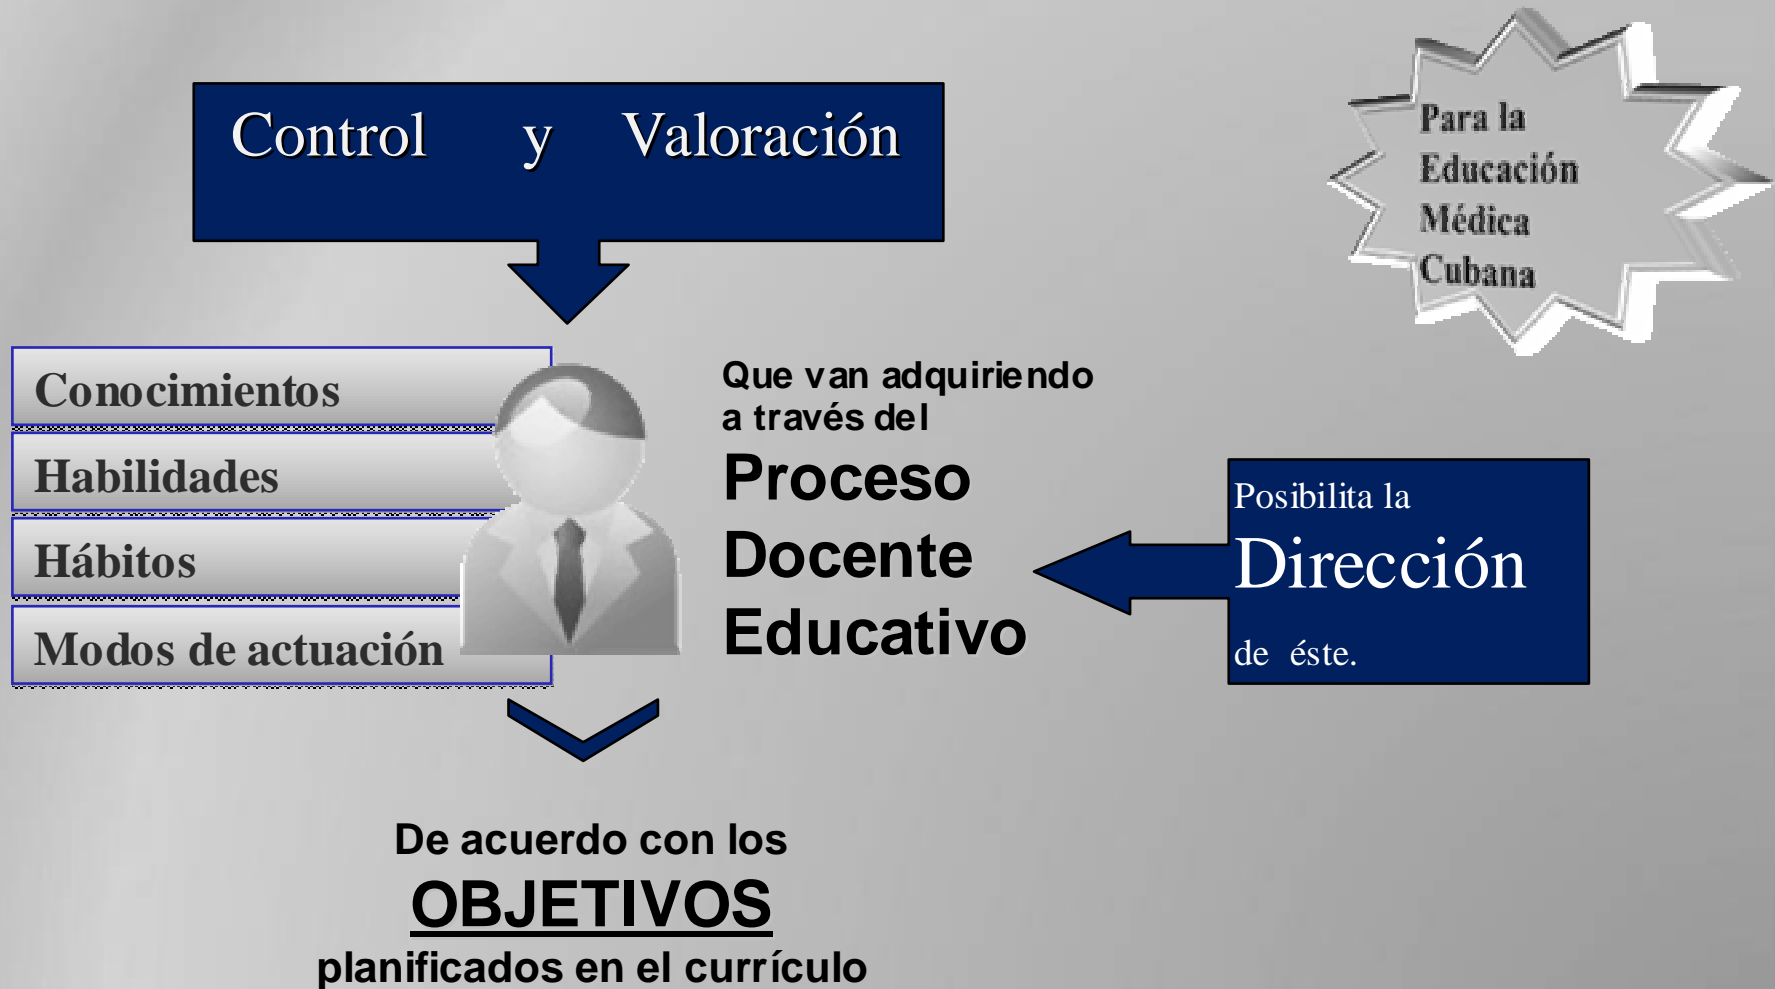 Para la
Educación
Médica
Cubana
Control y Valoración
Conocimientos
Habilidades
Hábitos
Modos de actuación
Que van adquiriendo
a través del
Proceso
Docente
Educativo
Posibilita la
Dirección
de éste.
De acuerdo con los
OBJETIVOS
planificados en el currículo